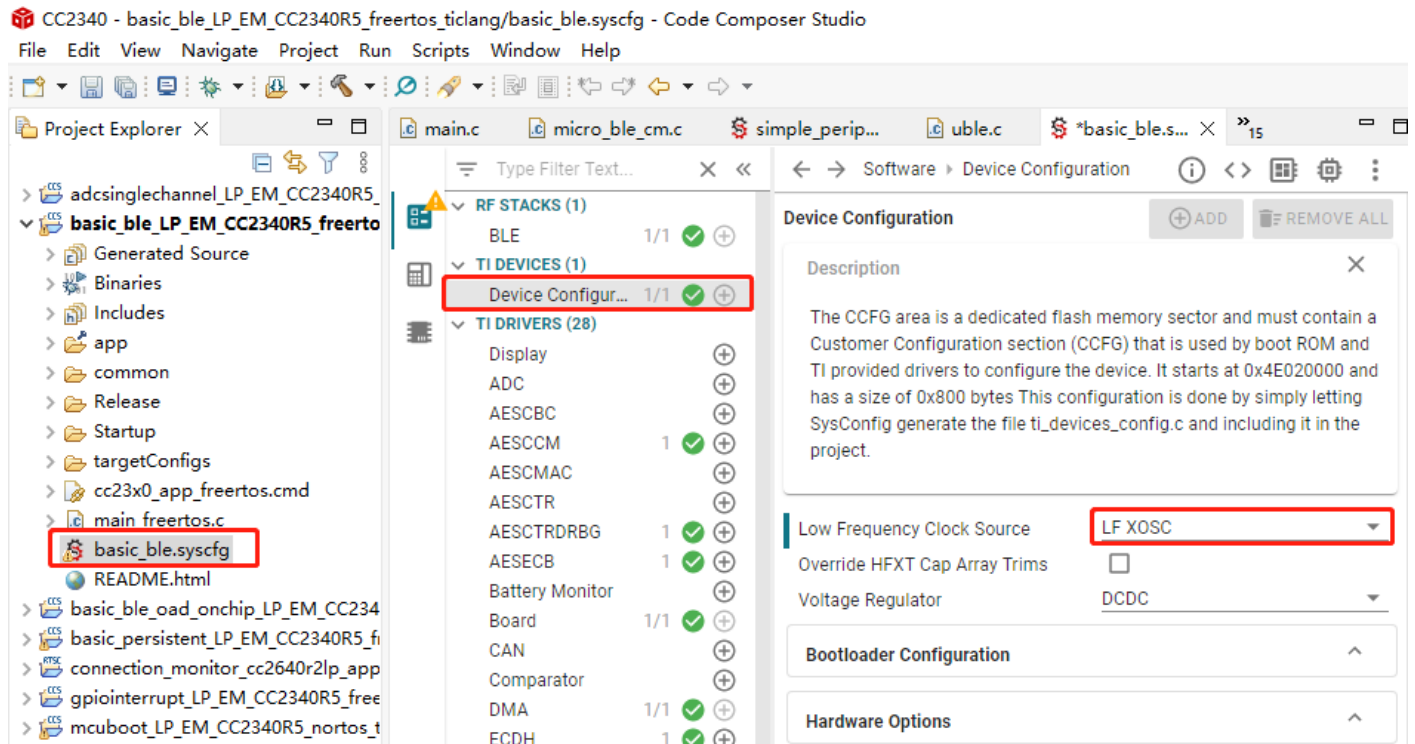 CC2340 - basic_ble_LP_EM_CC2340R5_freertos_ticlang/basic_ble.syscfg - Code Composer Studio
File Edit View Navigate Project Run Scripts Window Help
Project Explorer
main.c
micro_ble_cm.c
simple_perip...
uble.c
*basic_ble.s...
»15
adcsinglechannel_LP_EM_CC2340R5_
basic_ble_LP_EM_CC2340R5_freerto
Generated Source
Binaries
Includes
app
common
Release
Startup
targetConfigs
cc23x0_app_freertos.cmd
main_freertos.c
basic_ble.syscfg
README.html
basic_ble_oad_onchip_LP_EM_CC234
basic_persistent_LP_EM_CC2340R5_fr
connection_monitor_cc2640r2lp_app
gpiointerrupt_LP_EM_CC2340R5_free
mcuboot_LP_EM_CC2340R5_nortos_t
Type Filter Text...
RF STACKS (1)
BLE 1/1
TI DEVICES (1)
Device Configur... 1/1
TI DRIVERS (28)
Display
ADC
AESCBC
AESCCM 1
AESCMAC
AESCTR
AESCTRDRBG 1
AESECB 1
Battery Monitor
Board 1/1
CAN
Comparator
DMA 1/1
ECDH 1
Software › Device Configuration
Device Configuration
ADD
REMOVE ALL
Description
The CCFG area is a dedicated flash memory sector and must contain a
Customer Configuration section (CCFG) that is used by boot ROM and
TI provided drivers to configure the device. It starts at 0x4E020000 and
has a size of 0x800 bytes This configuration is done by simply letting
SysConfig generate the file ti_devices_config.c and including it in the
project.
Low Frequency Clock Source LF XOSC
Override HFXT Cap Array Trims
Voltage Regulator DCDC
Bootloader Configuration
Hardware Options